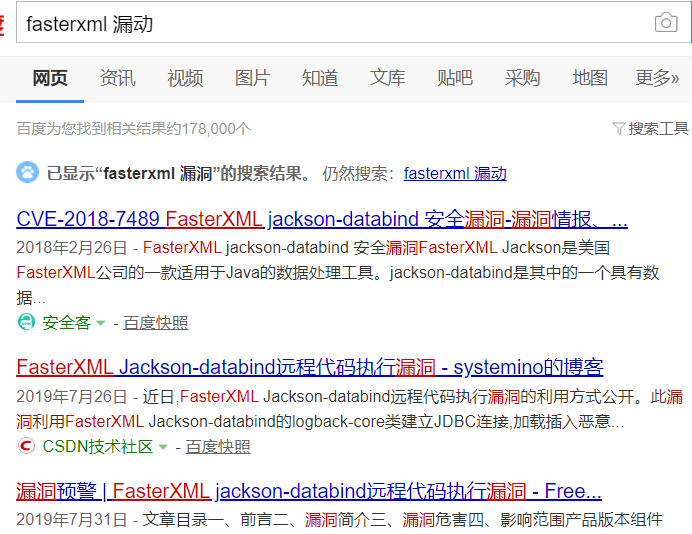 fasterxml 漏动
网页 资讯 视频 图片 知道 文库 贴吧 采购 地图 更多»
百度为您找到相关结果约178,000个 搜索工具
已显示“fasterxml 漏洞”的搜索结果。 仍然搜索: fasterxml 漏动
CVE-2018-7489 FasterXML jackson-databind 安全漏洞-漏洞情报、...
2018年2月26日 - FasterXML jackson-databind 安全漏洞FasterXML Jackson是美国
FasterXML公司的一款适用于Java的数据处理工具。jackson-databind是其中的一个具有数
据...
安全客 - 百度快照
FasterXML Jackson-databind远程代码执行漏洞 - systemino的博客
2019年7月26日 - 近日,FasterXML Jackson-databind远程代码执行漏洞的利用方式公开。此漏
洞利用FasterXML Jackson-databind的logback-core类建立JDBC连接,加载插入恶意...
CSDN技术社区 - 百度快照
漏洞预警 | FasterXML jackson-databind远程代码执行漏洞 - Free...
2019年7月31日 - 文章目录一、前言二、漏洞简介三、漏洞危害四、影响范围产品版本组件